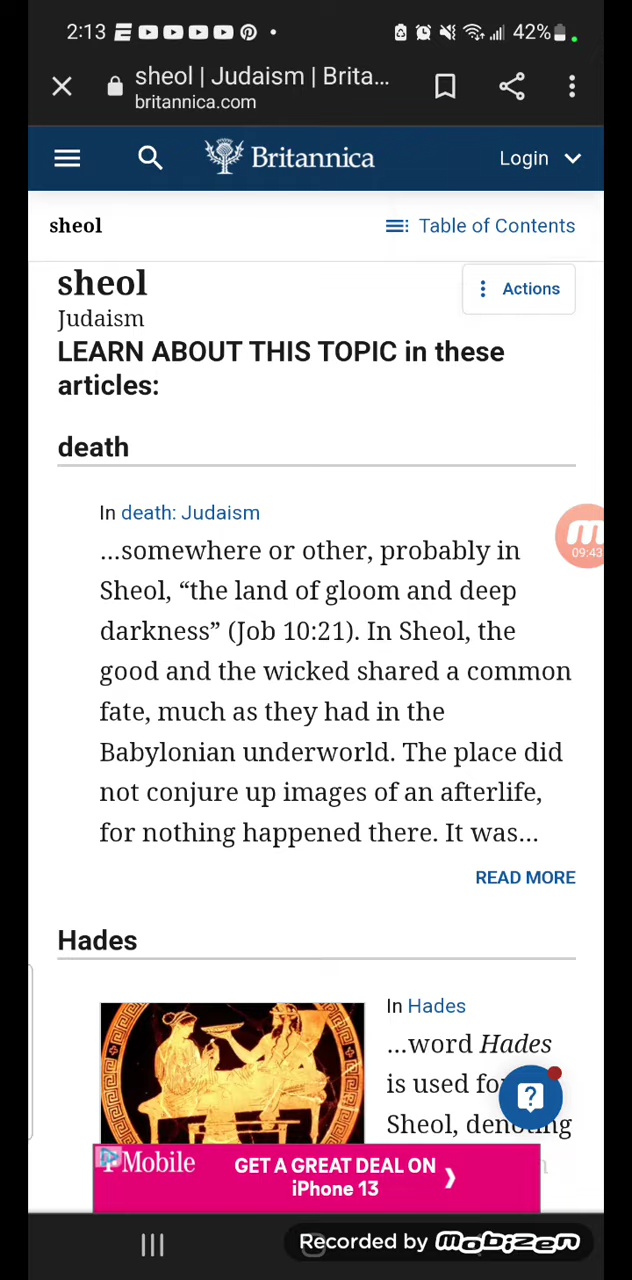 2:13
42%
sheol | Judaism | Brita...
britannica.com
Britannica
Login
sheol
Table of Contents
sheol
Actions
Judaism
LEARN ABOUT THIS TOPIC in these
articles:
death
In death: Judaism
...somewhere or other, probably in
Sheol, “the land of gloom and deep
darkness” (Job 10:21). In Sheol, the
good and the wicked shared a common
fate, much as they had in the
Babylonian underworld. The place did
not conjure up images of an afterlife,
for nothing happened there. It was...
09:43
READ MORE
Hades
In Hades
...word Hades
is used
Sheol,
T Mobile
GET A GREAT DEAL ON
iPhone 13
Recorded by mobizen